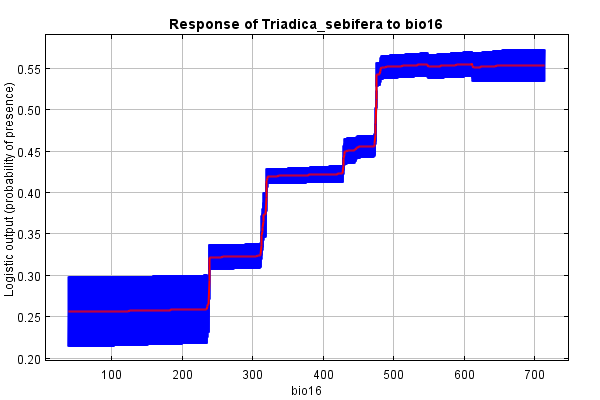 Response of Triadica_sebifera to bio16
Logistic output (probability of presence)
0.55
0.50
0.45
0.40
0.35
0.30
0.25
0.20
100 200 300 400 500 600 700
bio16